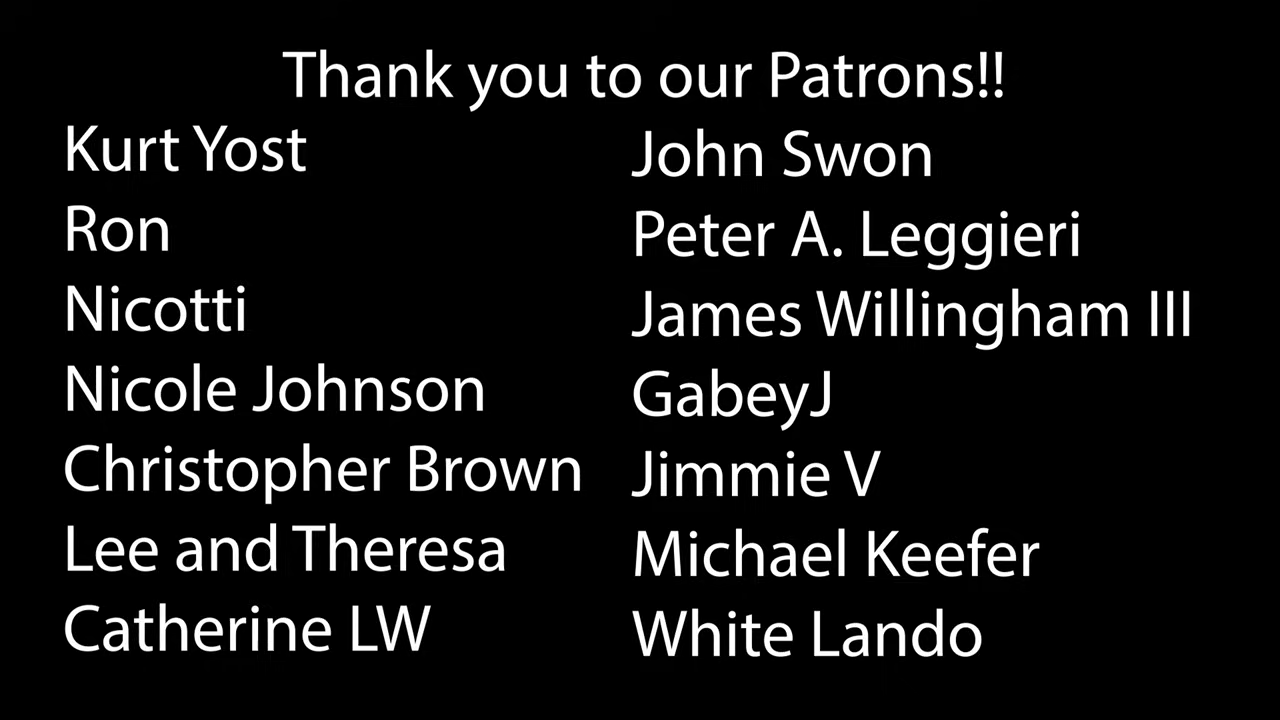 Thank you to our Patrons!!
Kurt Yost
Ron
Nicotti
Nicole Johnson
Christopher Brown
Lee and Theresa
Catherine LW
John Swon
Peter A. Leggieri
James Willingham III
GabeyJ
Jimmie V
Michael Keefer
White Lando